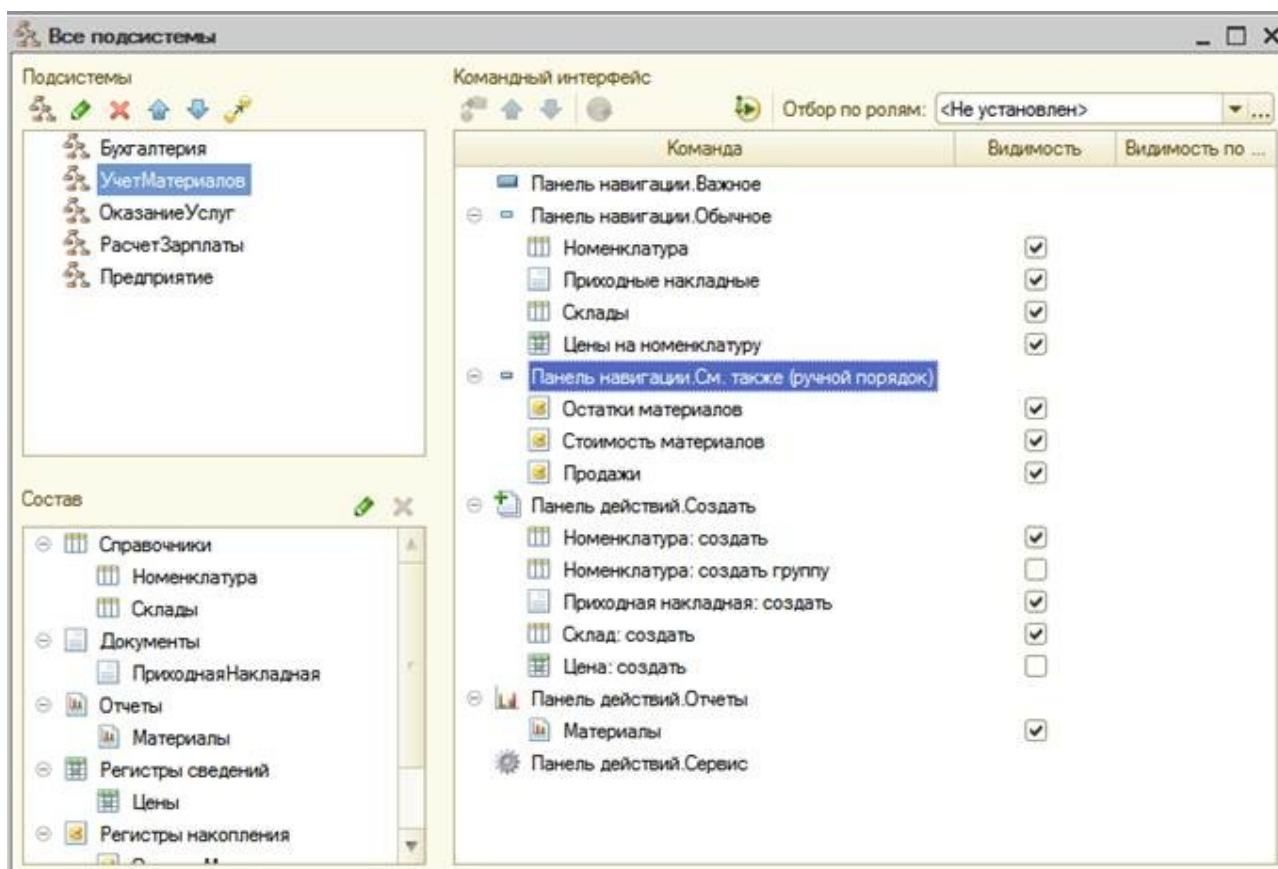 Все подсистемы
Подсистемы
Бухгалтерия
УчетМатериалов
ОказаниеУслуг
РасчетЗарплаты
Предприятие
Состав
Справочники
Номенклатура
Склады
Документы
ПриходнаяНакладная
Отчеты
Материалы
Регистры сведений
Цены
Регистры накопления
Командный интерфейс
Отбор по ролям: <Не установлен>
Команда Видимость Видимость по ...
Панель навигации.Важное
Панель навигации.Обычное
Номенклатура
Приходные накладные
Склады
Цены на номенклатуру
Панель навигации.См. также (ручной порядок)
Остатки материалов
Стоимость материалов
Продажи
Панель действий.Создать
Номенклатура: создать
Номенклатура: создать группу
Приходная накладная: создать
Склад: создать
Цена: создать
Панель действий.Отчеты
Материалы
Панель действий.Сервис